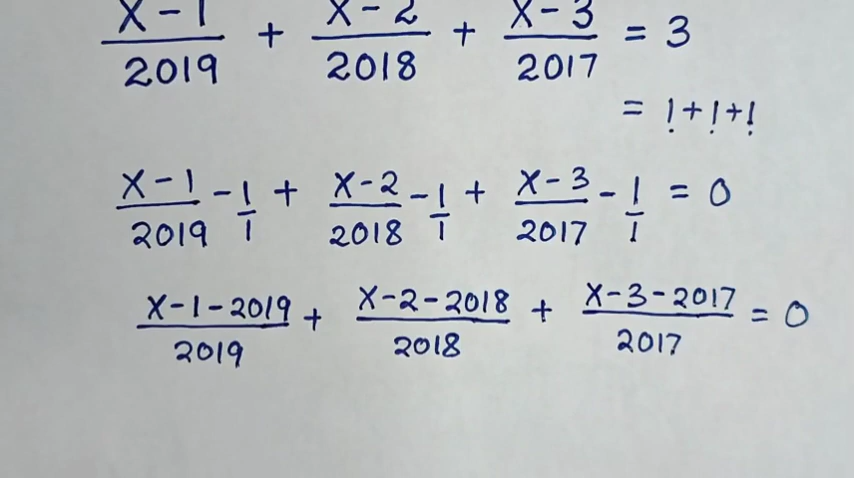 x-1/2019 + x-2/2018 + x-3/2017 = 3
= 1+1+1
x-1/2019 - 1/1 + x-2/2018 - 1/1 + x-3/2017 - 1/1 = 0
x-1-2019/2019 + x-2-2018/2018 + x-3-2017/2017 = 0